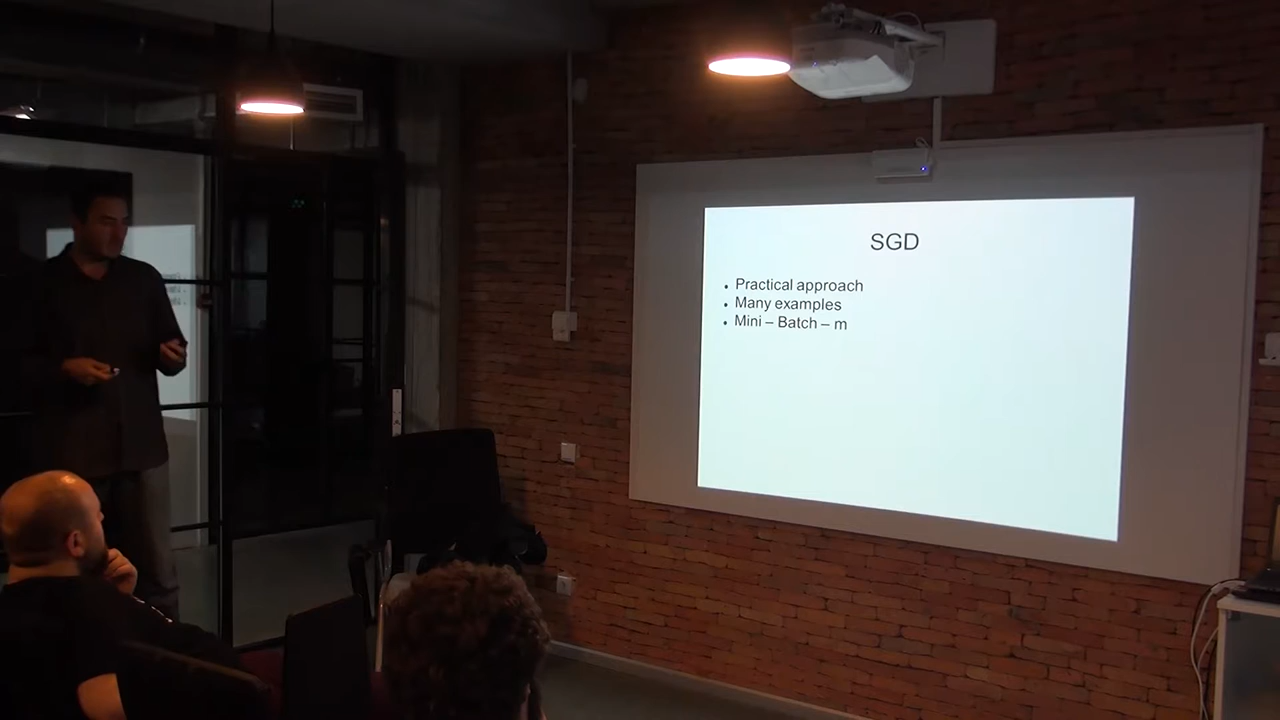 SGD
• Practical approach
• Many examples
• Mini – Batch – m